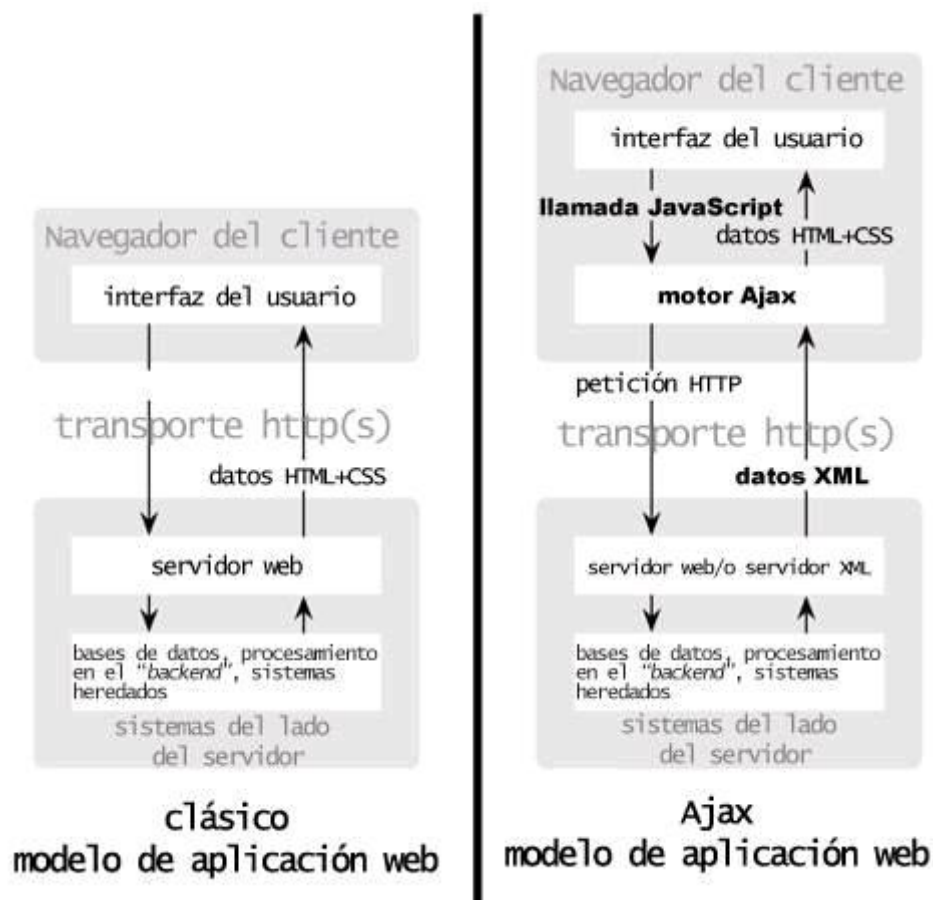 Navegador del cliente
interfaz del usuario
transporte http(s)
datos HTML+CSS
servidor web
bases de datos, procesamiento
en el "backend", sistemas
heredados
sistemas del lado
del servidor
clásico
modelo de aplicación web
Navegador del cliente
interfaz del usuario
llamada JavaScript
datos HTML+CSS
motor Ajax
petición HTTP
transporte http(s)
datos XML
servidor web/o servidor XML
bases de datos, procesamiento
en el "backend", sistemas
heredados
sistemas del lado
del servidor
Ajax
modelo de aplicación web